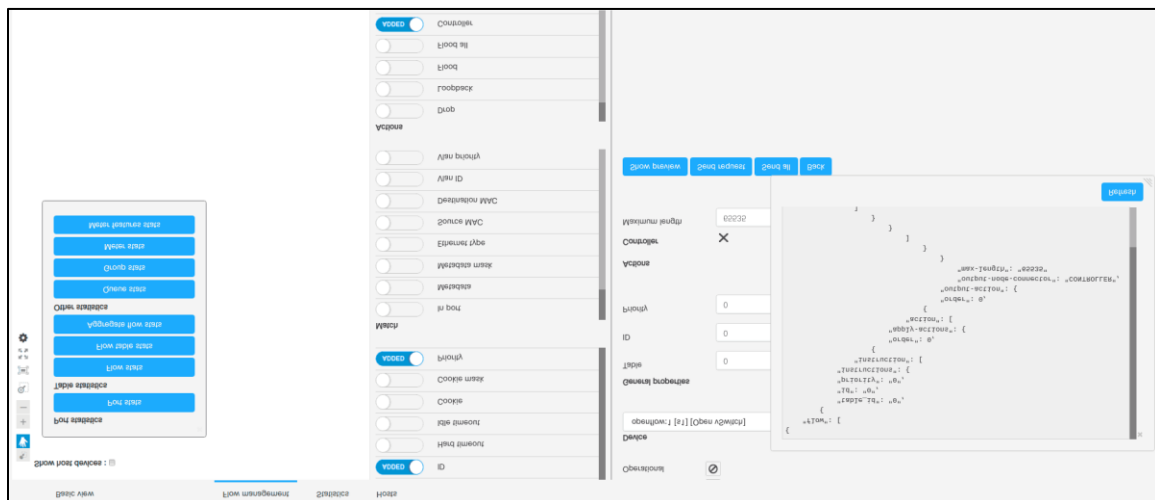 Basic view
Flow management
Statistics
Hosts
Show host devices :
Port statistics
Port stats
Table statistics
Flow stats
Flow table stats
Aggregate flow stats
Other statistics
Queue stats
Group stats
Meter stats
Meter features stats
ADDED ID
Hard timeout
Idle timeout
Cookie
Cookie mask
ADDED Priority
Match
In port
Metadata
Metadata mask
Ethernet type
Source MAC
Destination MAC
Vlan ID
Vlan priority
Actions
Drop
Loopback
Flood
Flood all
ADDED Controller
Operational
Device
openflow:1 [s1] [Open vSwitch]
General properties
Table 0
ID 0
Priority 0
Actions
Controller
Maximum length 65535
Show preview
Send request
Send all
Back
{
"flow": [
{
"table_id": "0",
"id": "0",
"priority": "0",
"instructions": {
"instruction": [
{
"order": 0,
"apply-actions": {
"action": [
{
"order": 0,
"output-action": {
"output-node-connector": "CONTROLLER",
"max-length": "65535"
}
}
]
}
}
]
Refresh